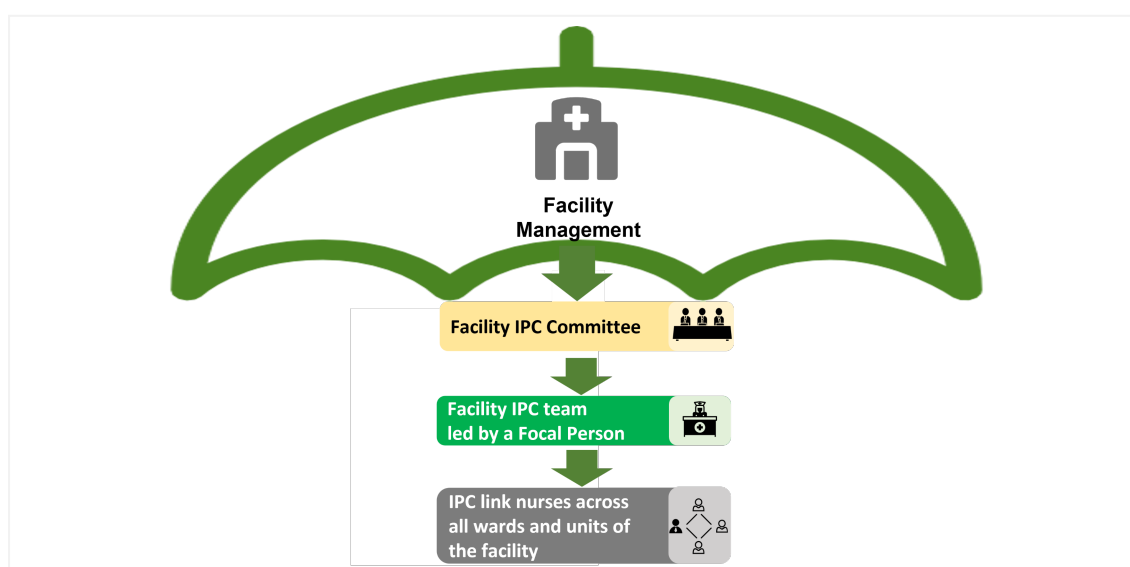 Facility
Management
Facility IPC Committee
Facility IPC team
led by a Focal Person
IPC link nurses across
all wards and units of
the facility